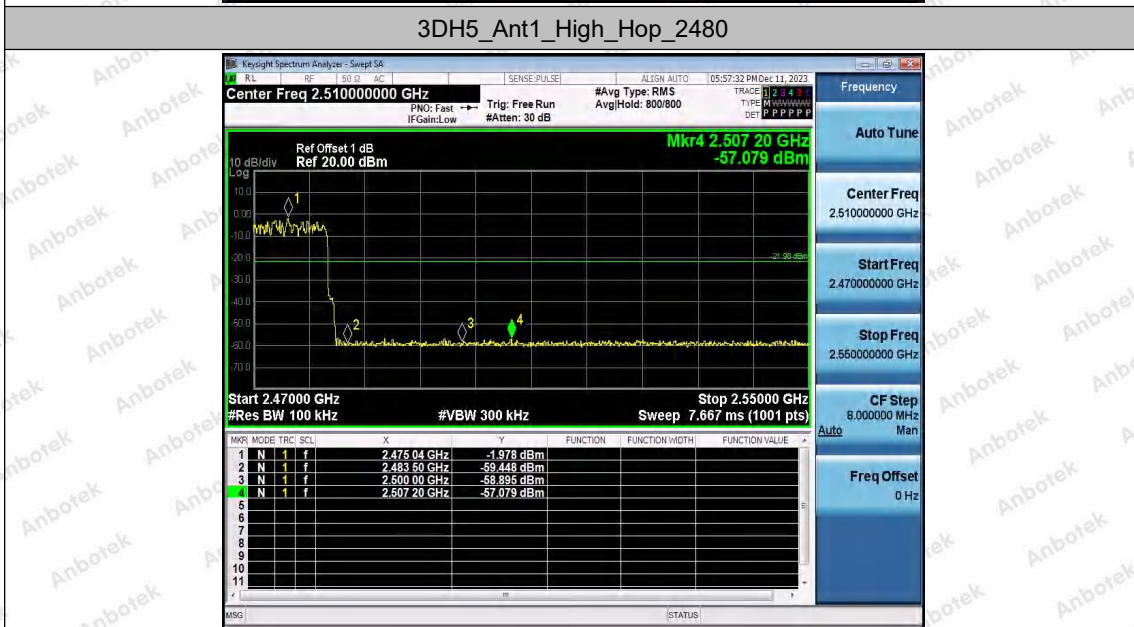 3DH5_Ant1_High_Hop_2480
Keysight Spectrum Analyzer - Swept SA
RL RF 50 Ω AC SENSE:PULSE ALIGN AUTO 05:57:32 PM Dec 11, 2023
Center Freq 2.510000000 GHz
PNO: Fast
IFGain:Low
Trig: Free Run
#Atten: 30 dB
#Avg Type: RMS
Avg|Hold: 800/800
TRACE 1 2 3 4 5 6
TYPE M W W W W W
DET P P P P P P
Frequency
Auto Tune
Center Freq
2.510000000 GHz
Start Freq
2.470000000 GHz
Stop Freq
2.550000000 GHz
CF Step
8.000000 MHz
Auto Man
Freq Offset
0 Hz
Mkr4 2.507 20 GHz
-57.079 dBm
Ref Offset 1 dB
10 dB/div Ref 20.00 dBm
Log
10.0
0.00
-10.0
-20.0
-30.0
-40.0
-50.0
-60.0
-70.0
1
2
3
4
-21.98 dBm
Start 2.47000 GHz Stop 2.55000 GHz
#Res BW 100 kHz #VBW 300 kHz Sweep 7.667 ms (1001 pts)
MKR MODE TRC SCL X Y FUNCTION FUNCTION WIDTH FUNCTION VALUE
1 N 1 f 2.475 04 GHz -1.978 dBm
2 N 1 f 2.483 50 GHz -59.448 dBm
3 N 1 f 2.500 00 GHz -58.895 dBm
4 N 1 f 2.507 20 GHz -57.079 dBm
5
6
7
8
9
10
11
MSG STATUS